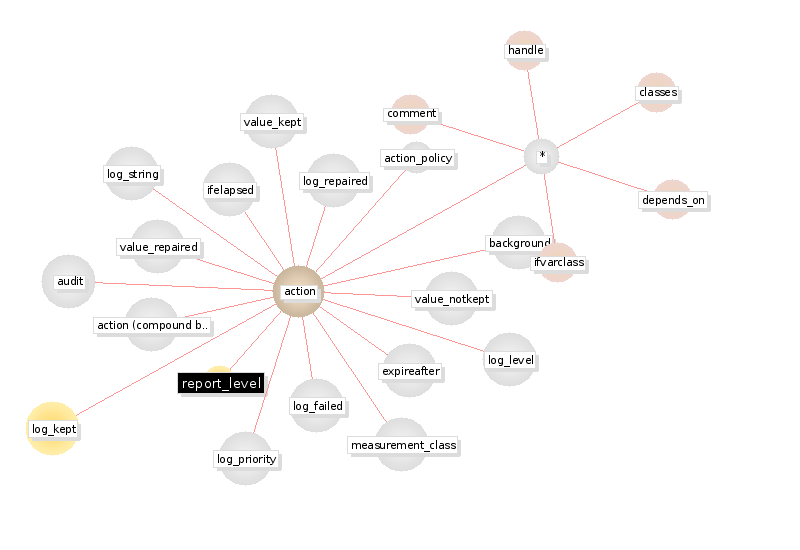 handle
classes
comment
value_kept
*
action_policy
log_string
log_repaired
ifelapsed
depends_on
value_repaired
background
ifvarclass
audit
action
value_notkept
action (compound b..
log_level
expireafter
report_level
log_failed
log_kept
measurement_class
log_priority